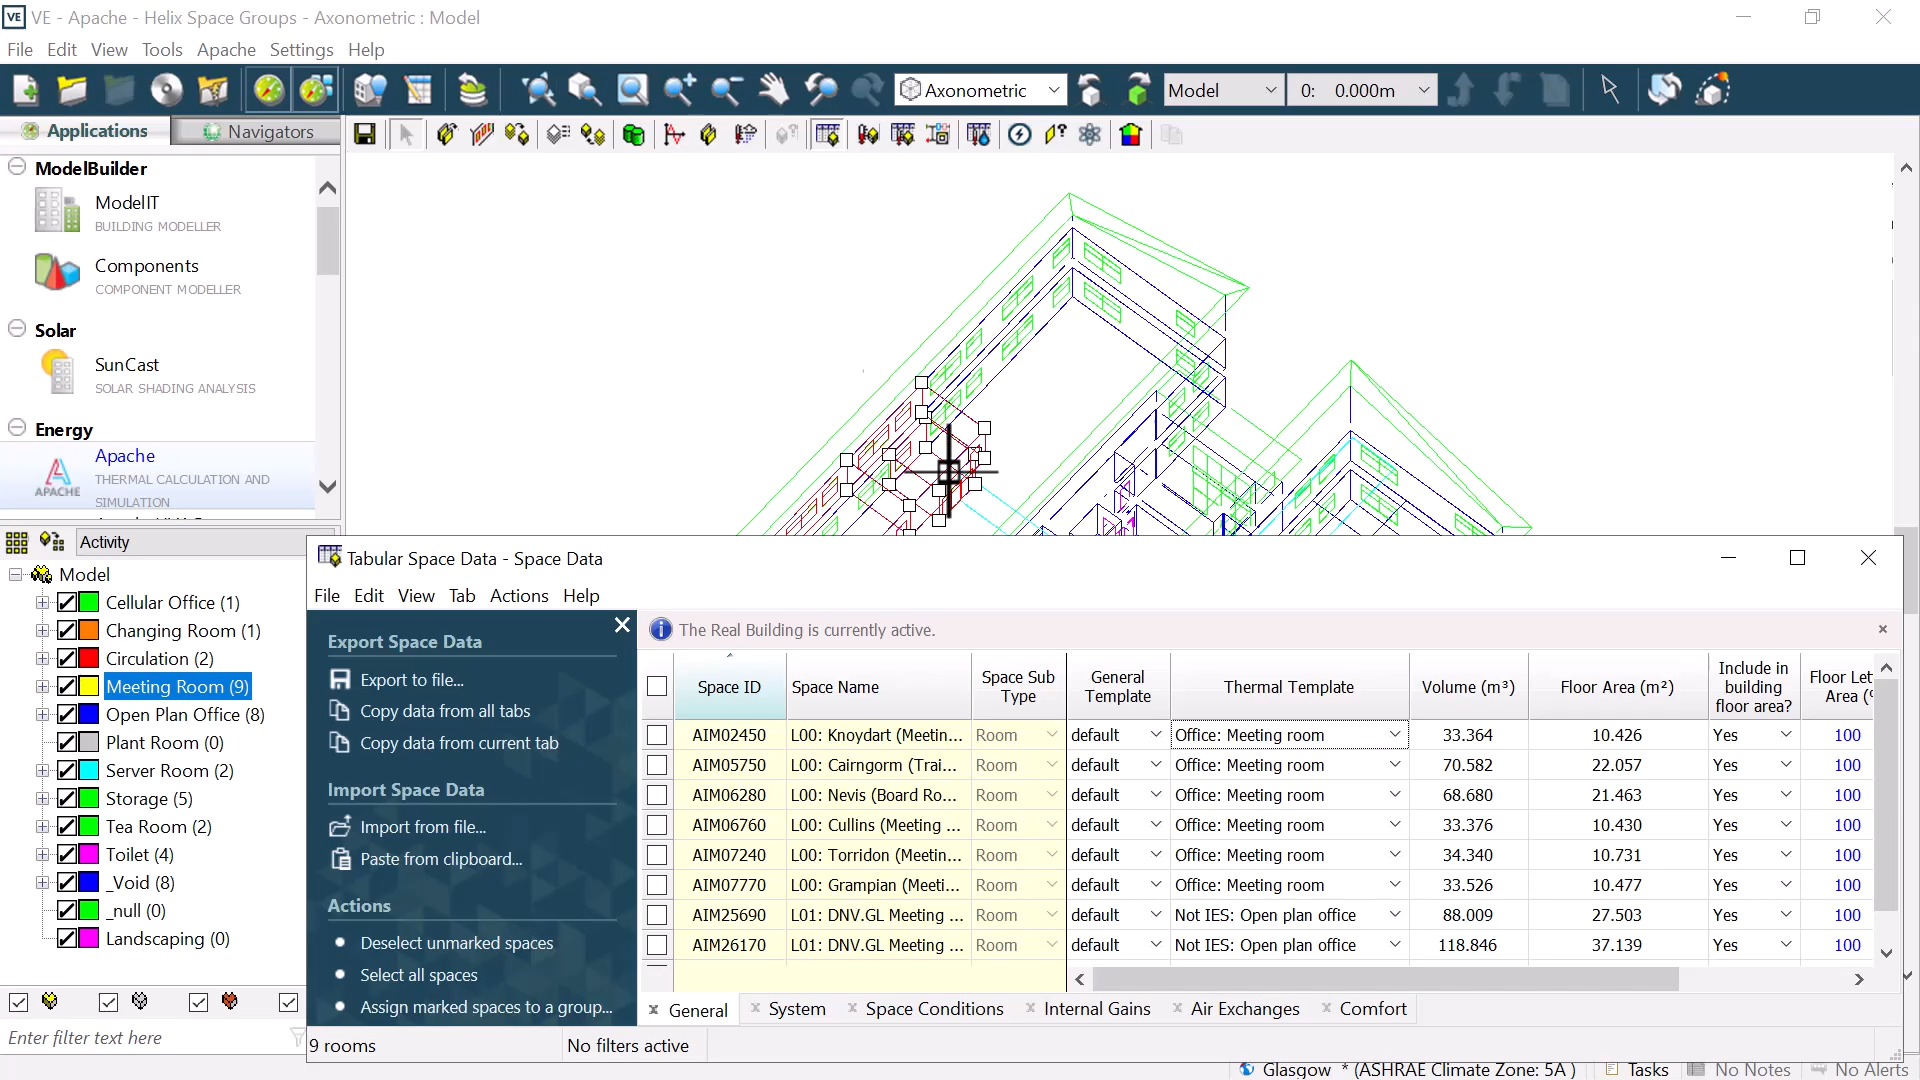 VE - Apache - Helix Space Groups - Axonometric : Model
File Edit View Tools Apache Settings Help
Axonometric Model 0: 0.000m
Applications Navigators
ModelBuilder
ModelIT
BUILDING MODELLER
Components
COMPONENT MODELLER
Solar
SunCast
SOLAR SHADING ANALYSIS
Energy
Apache
THERMAL CALCULATION AND
SIMULATION
APACHE
Activity
Model
Cellular Office (1)
Changing Room (1)
Circulation (2)
Meeting Room (9)
Open Plan Office (8)
Plant Room (0)
Server Room (2)
Storage (5)
Tea Room (2)
Toilet (4)
_Void (8)
_null (0)
Landscaping (0)
Enter filter text here
Tabular Space Data - Space Data
File Edit View Tab Actions Help
Export Space Data
Export to file...
Copy data from all tabs
Copy data from current tab
Import Space Data
Import from file...
Paste from clipboard...
Actions
Deselect unmarked spaces
Select all spaces
Assign marked spaces to a group...
The Real Building is currently active.
Space ID Space Name Space Sub Type General Template Thermal Template Volume (m³) Floor Area (m²) Include in building floor area? Floor Let Area (
AIM02450 L00: Knoydart (Meetin... Room default Office: Meeting room 33.364 10.426 Yes 100
AIM05750 L00: Cairngorm (Trai... Room default Office: Meeting room 70.582 22.057 Yes 100
AIM06280 L00: Nevis (Board Ro... Room default Office: Meeting room 68.680 21.463 Yes 100
AIM06760 L00: Cullins (Meeting ... Room default Office: Meeting room 33.376 10.430 Yes 100
AIM07240 L00: Torridon (Meetin... Room default Office: Meeting room 34.340 10.731 Yes 100
AIM07770 L00: Grampian (Meeti... Room default Office: Meeting room 33.526 10.477 Yes 100
AIM25690 L01: DNV.GL Meeting ... Room default Not IES: Open plan office 88.009 27.503 Yes 100
AIM26170 L01: DNV.GL Meeting ... Room default Not IES: Open plan office 118.846 37.139 Yes 100
General System Space Conditions Internal Gains Air Exchanges Comfort
9 rooms No filters active
Glasgow * (ASHRAE Climate Zone: 5A ) Tasks No Notes No Alerts